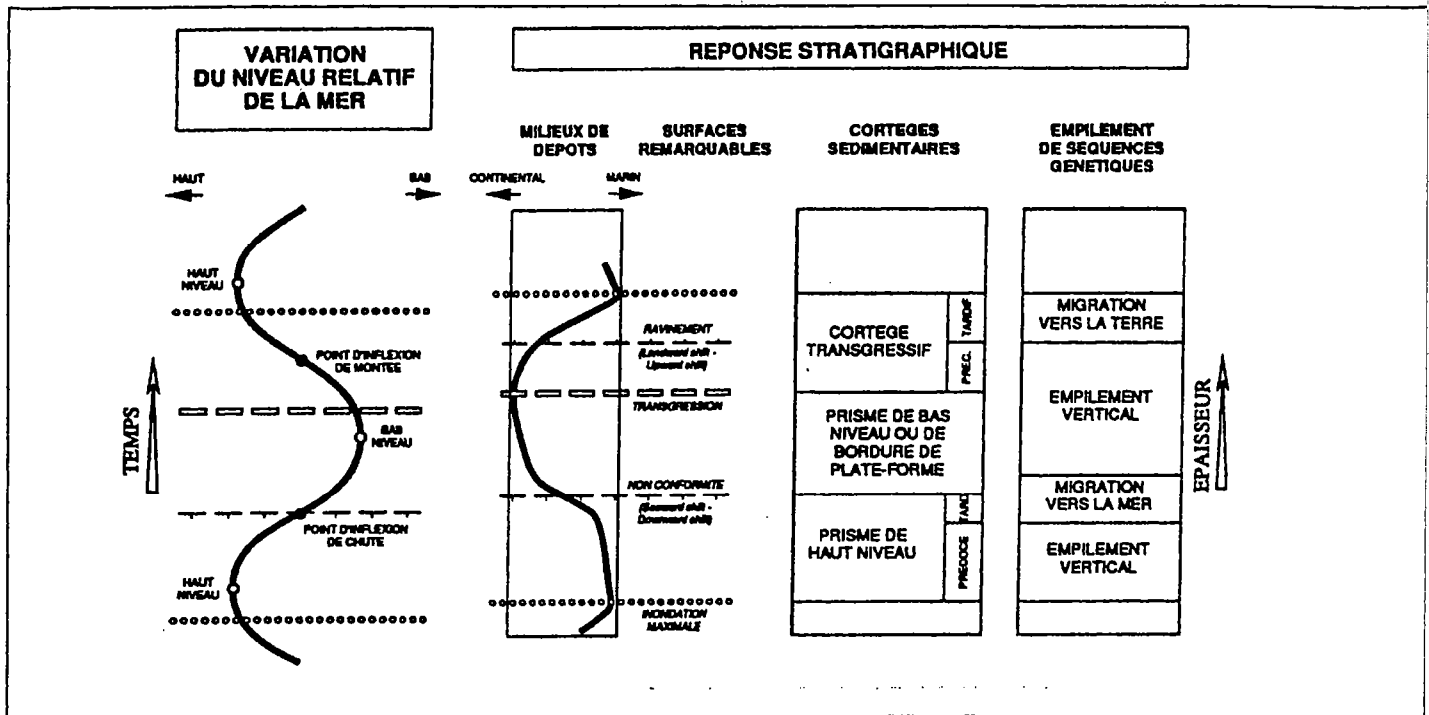 VARIATION
DU NIVEAU RELATIF
DE LA MER
REPONSE STRATIGRAPHIQUE
MILIEUX DE
DEPOTS
SURFACES
REMARQUABLES
CORTEGES
SEDIMENTAIRES
EMPILEMENT
DE SEQUENCES
GENETIQUES
HAUT
BAS
CONTINENTAL
MARIN
HAUT
NIVEAU
POINT D'INFLEXION
DE MONTEE
BAS
NIVEAU
POINT D'INFLEXION
DE CHUTE
HAUT
NIVEAU
TEMPS
RAVINEMENT
(Landward shift -
Upward shift)
TRANSGRESSION
NON CONFORMITE
(Seaward shift -
Downward shift)
INONDATION
MAXIMALE
CORTEGE
TRANSGRESSIF
TARDIF
PREC.
PRISME DE BAS
NIVEAU OU DE
BORDURE DE
PLATE-FORME
PRISME DE
HAUT NIVEAU
TARD
PRECOCE
MIGRATION
VERS LA TERRE
EMPILEMENT
VERTICAL
MIGRATION
VERS LA MER
EMPILEMENT
VERTICAL
EPAISSEUR